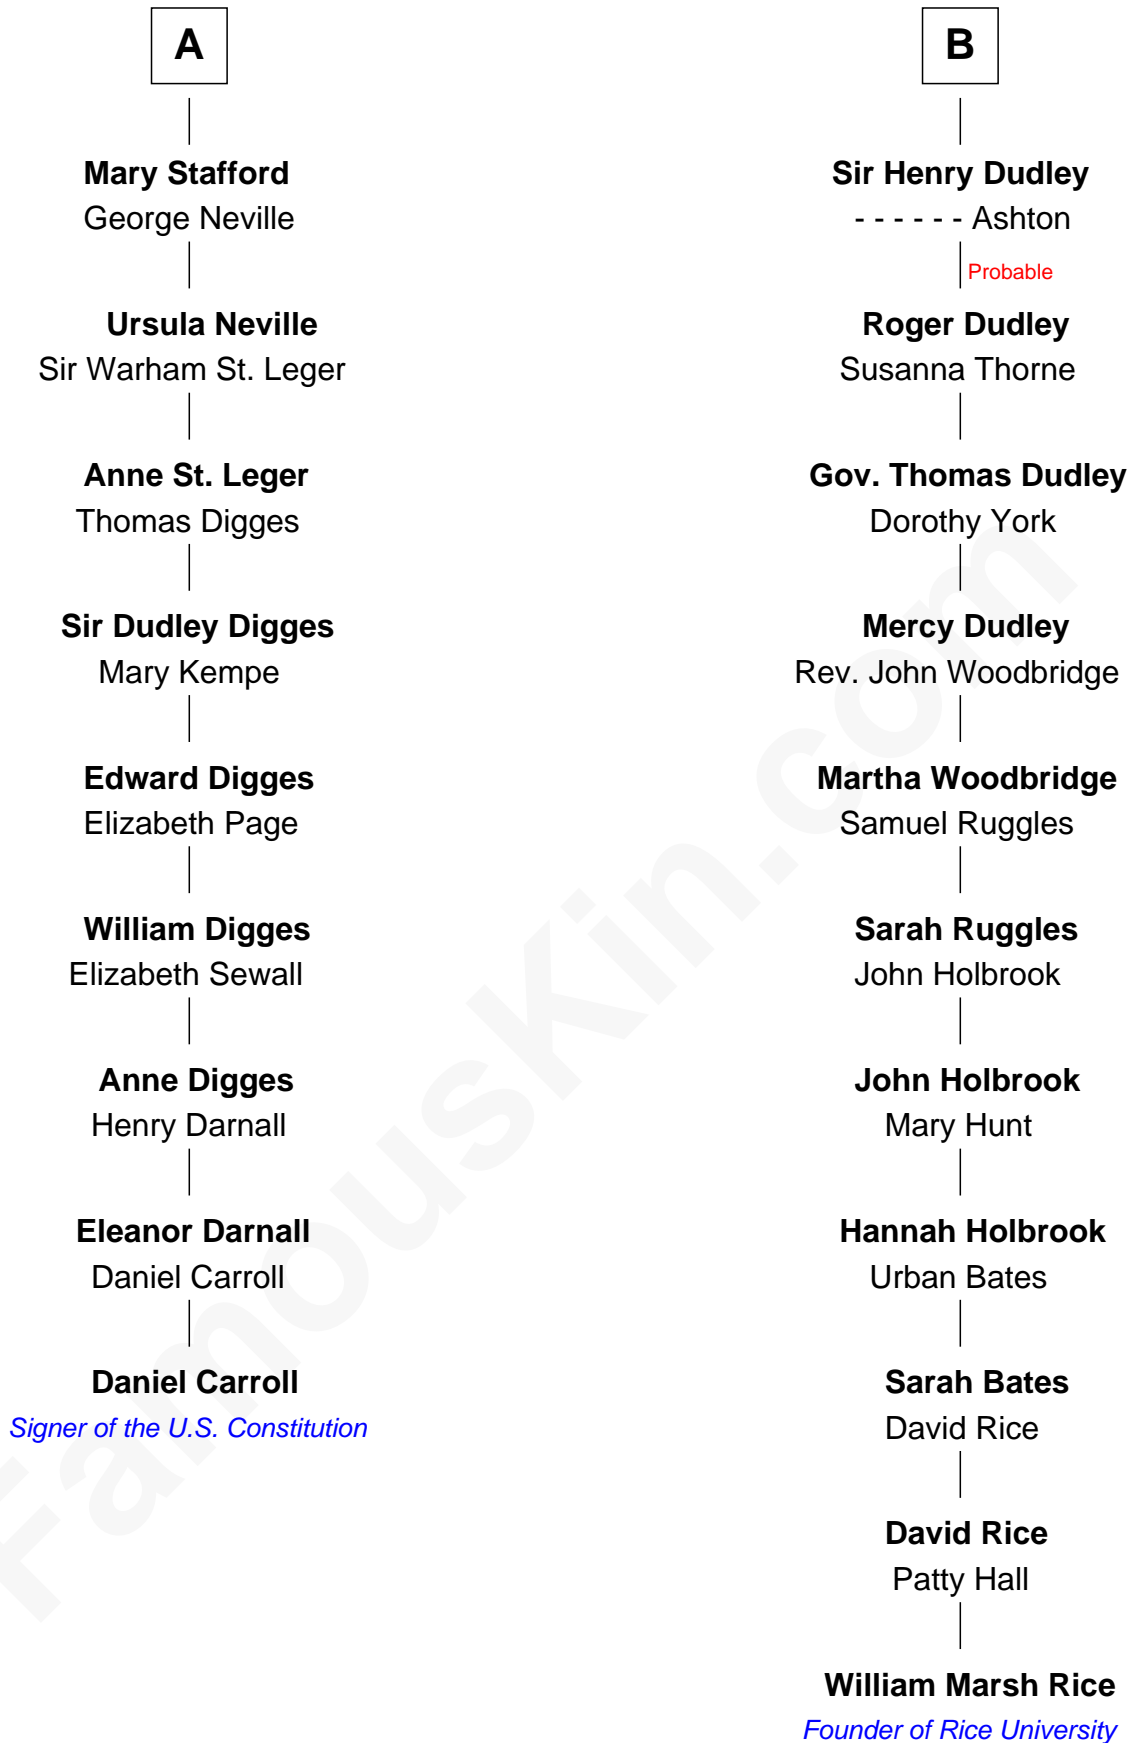 A
Mary Stafford
George Neville
Ursula Neville
Sir Warham St. Leger
Anne St. Leger
Thomas Digges
Sir Dudley Digges
Mary Kempe
Edward Digges
Elizabeth Page
William Digges
Elizabeth Sewall
Anne Digges
Henry Darnall
Eleanor Darnall
Daniel Carroll
Daniel Carroll
Signer of the U.S. Constitution
B
Sir Henry Dudley
- - - - - - Ashton
Probable
Roger Dudley
Susanna Thorne
Gov. Thomas Dudley
Dorothy York
Mercy Dudley
Rev. John Woodbridge
Martha Woodbridge
Samuel Ruggles
Sarah Ruggles
John Holbrook
John Holbrook
Mary Hunt
Hannah Holbrook
Urban Bates
Sarah Bates
David Rice
David Rice
Patty Hall
William Marsh Rice
Founder of Rice University
FamousKin.com